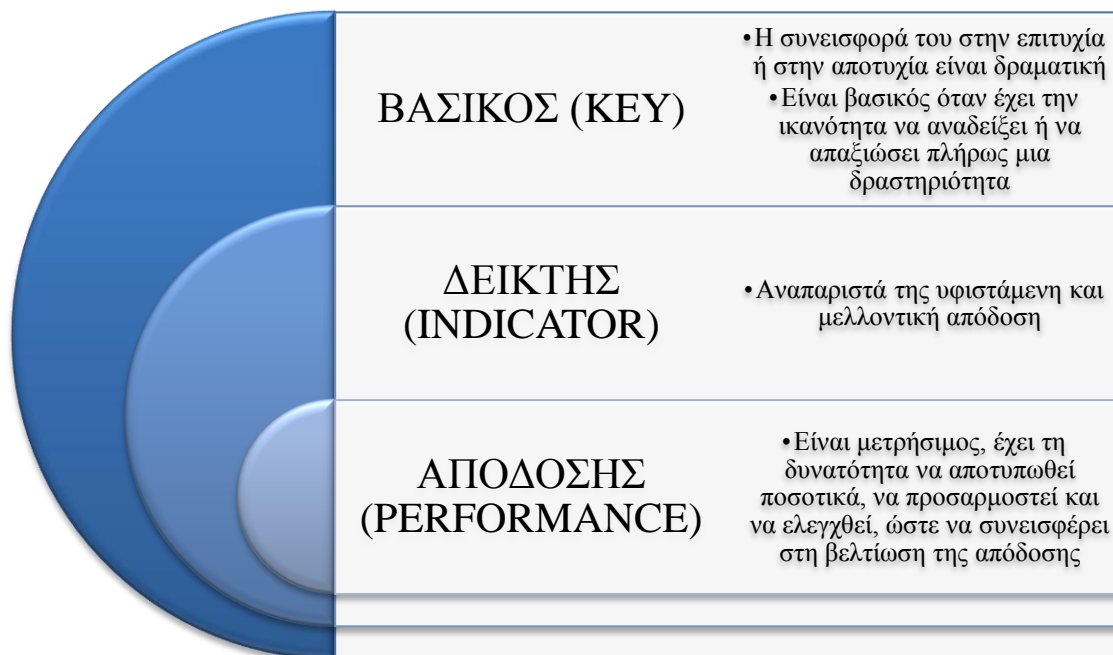 ΒΑΣΙΚΟΣ (KEY)
•Η συνεισφορά του στην επιτυχία
ή στην αποτυχία είναι δραματική
•Είναι βασικός όταν έχει την
ικανότητα να αναδείξει ή να
απαξιώσει πλήρως μια
δραστηριότητα
ΔΕΙΚΤΗΣ
(INDICATOR)
•Αναπαριστά της υφιστάμενη και
μελλοντική απόδοση
ΑΠΟΔΟΣΗΣ
(PERFORMANCE)
•Είναι μετρήσιμος, έχει τη
δυνατότητα να αποτυπωθεί
ποσοτικά, να προσαρμοστεί και
να ελεγχθεί, ώστε να συνεισφέρει
στη βελτίωση της απόδοσης